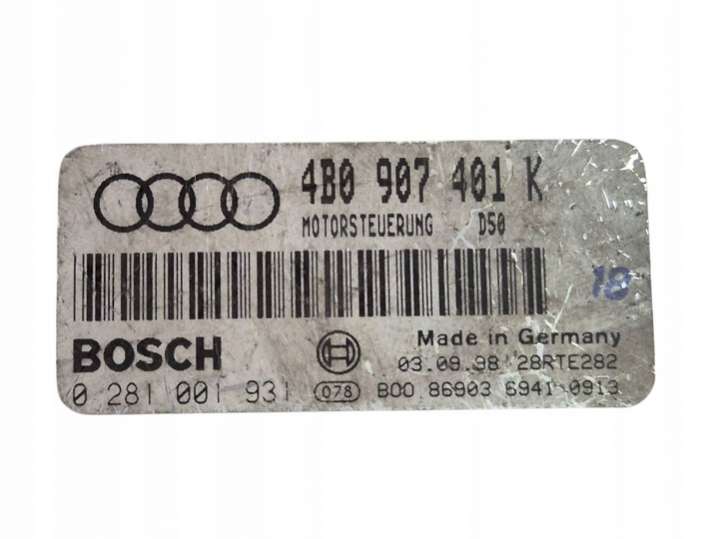 4B0 907 401 K
MOTORSTEUERUNG D50
18
BOSCH
Made in Germany
03.09.98 28RTE282
0 281 001 931 078 B00 86903 6941 0913